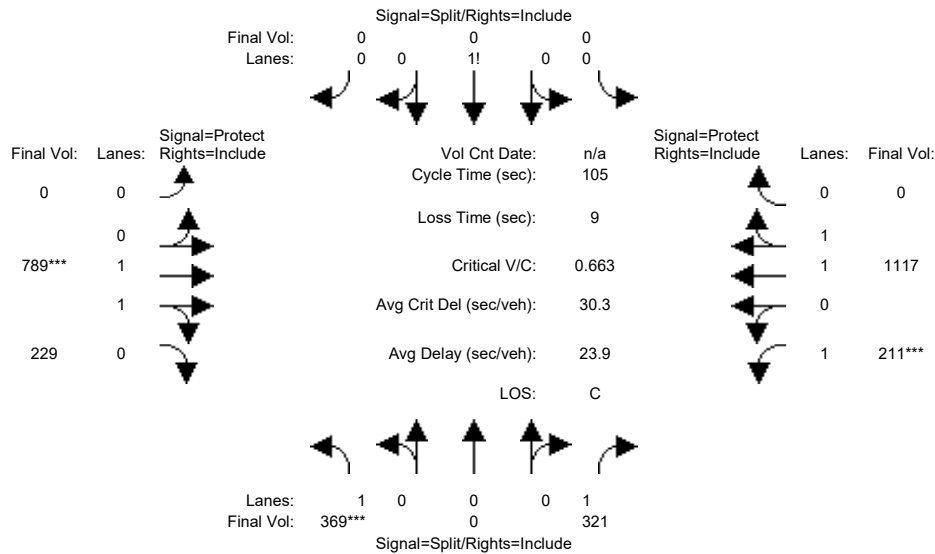 Signal=Split/Rights=Include
Final Vol: 0 0 0
Lanes: 0 0 1! 0 0
Signal=Protect Signal=Protect
Final Vol: Lanes: Rights=Include Vol Cnt Date: n/a Rights=Include Lanes: Final Vol:
Cycle Time (sec): 105
0 0 0 0
Loss Time (sec): 9
0 1
789*** 1 Critical V/C: 0.663 1 1117
1 Avg Crit Del (sec/veh): 30.3 0
229 0 Avg Delay (sec/veh): 23.9 1 211***
LOS: C
Lanes: 1 0 0 0 1
Final Vol: 369*** 0 321
Signal=Split/Rights=Include